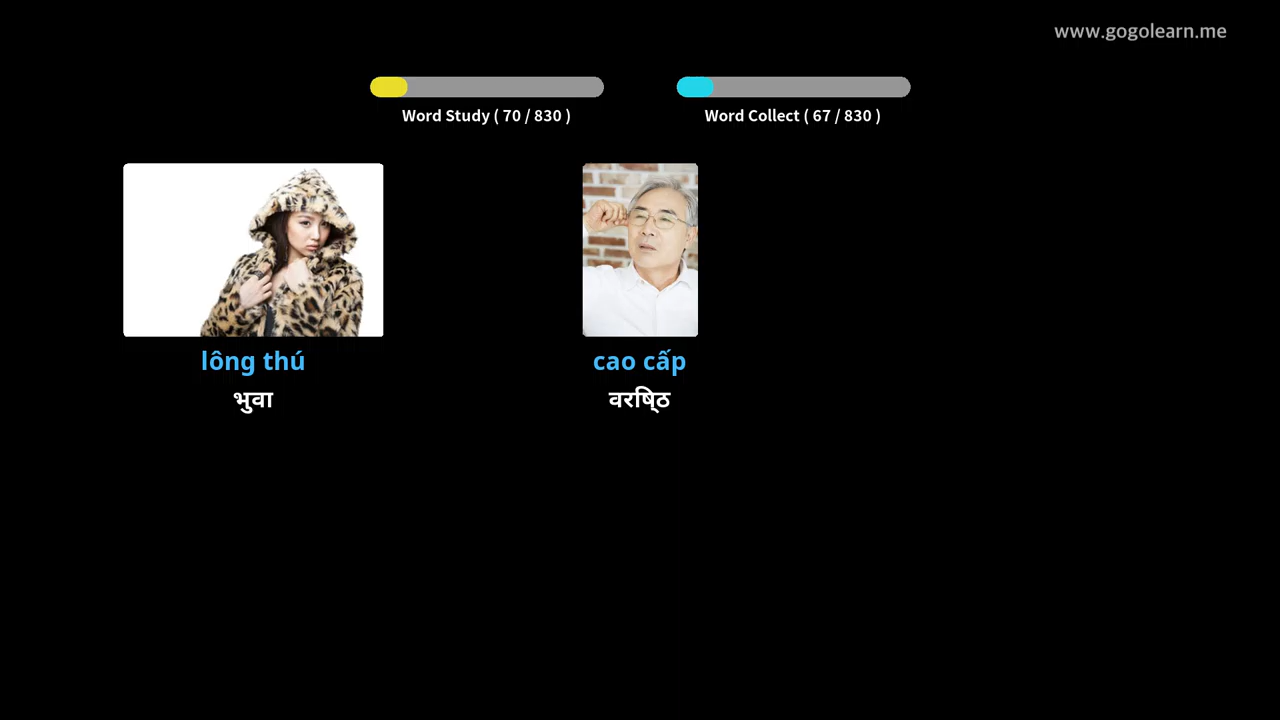 www.gogolearn.me
Word Study ( 70 / 830 )
Word Collect ( 67 / 830 )
lông thú
cao cấp
भुवा
वरिष्ठि